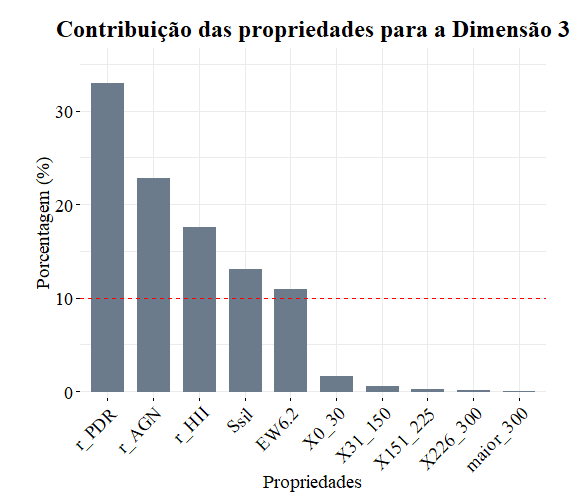 Contribuição das propriedades para a Dimensão 3
Porcentagem (%)
30
20
10
0
r_PDR
r_AGN
r_HII
Ssil
EW6.2
X0_30
X31_150
X151_225
X226_300
maior_300
Propriedades